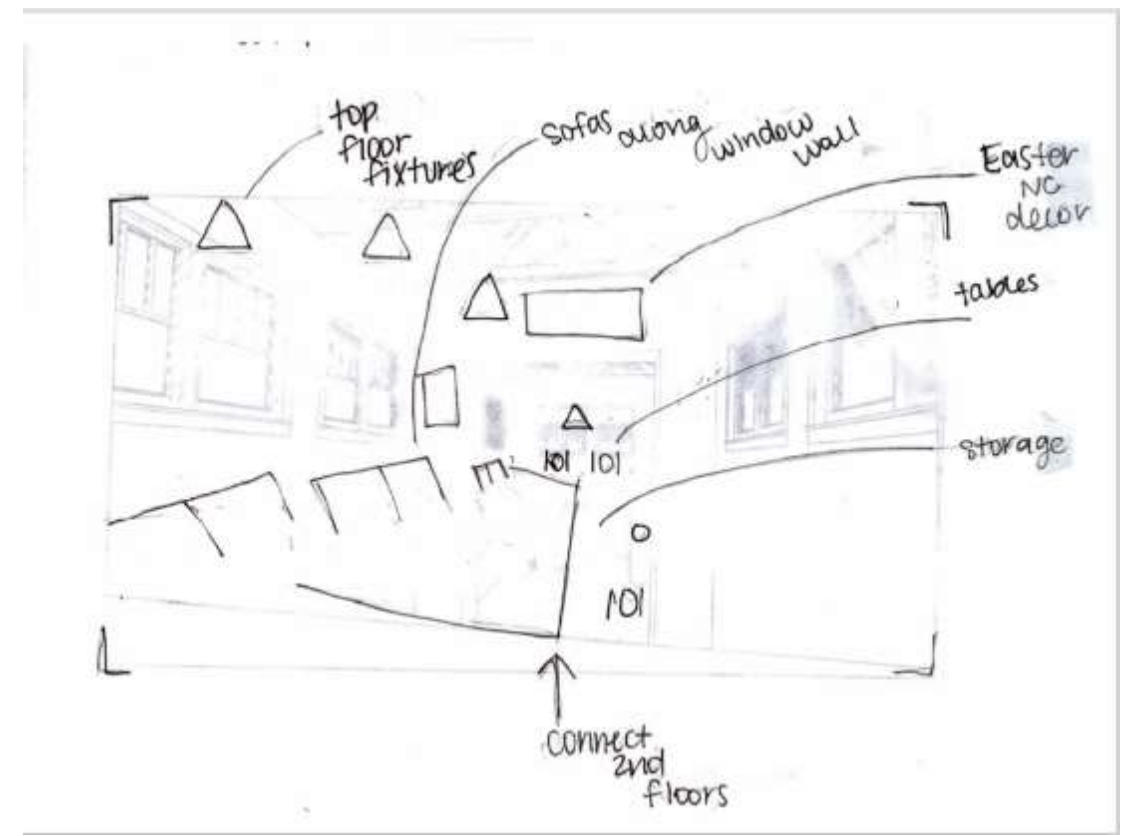 top
floor
fixtures
sofas along window
wall
Easter
NC
decor
tables
storage
101 101
101
connect
2nd
floors